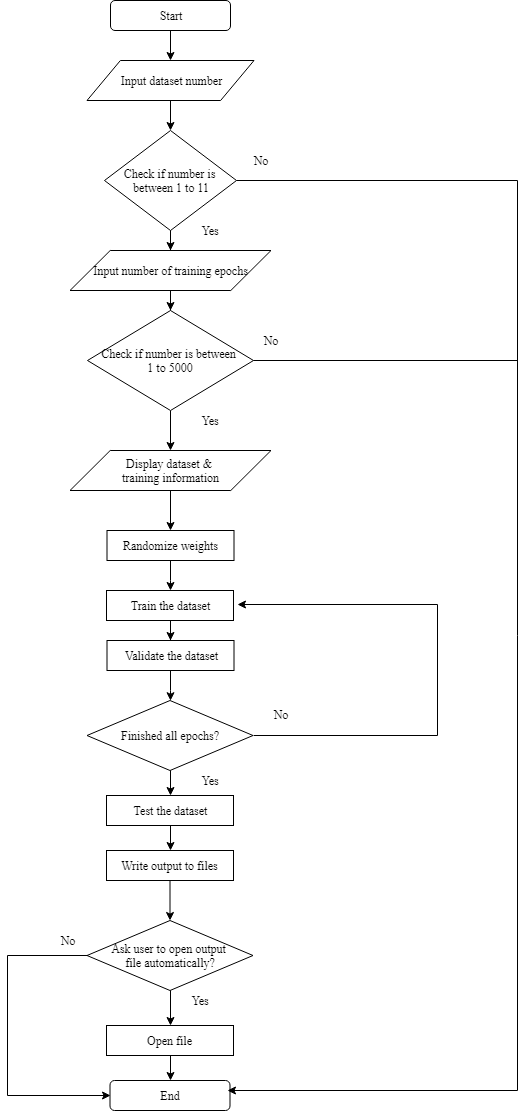 Start
Input dataset number
No
Check if number is
between 1 to 11
Yes
Input number of training epochs
No
Check if number is between
1 to 5000
Yes
Display dataset &
training information
Randomize weights
Train the dataset
Validate the dataset
No
Finished all epochs?
Yes
Test the dataset
Write output to files
No
Ask user to open output
file automatically?
Yes
Open file
End